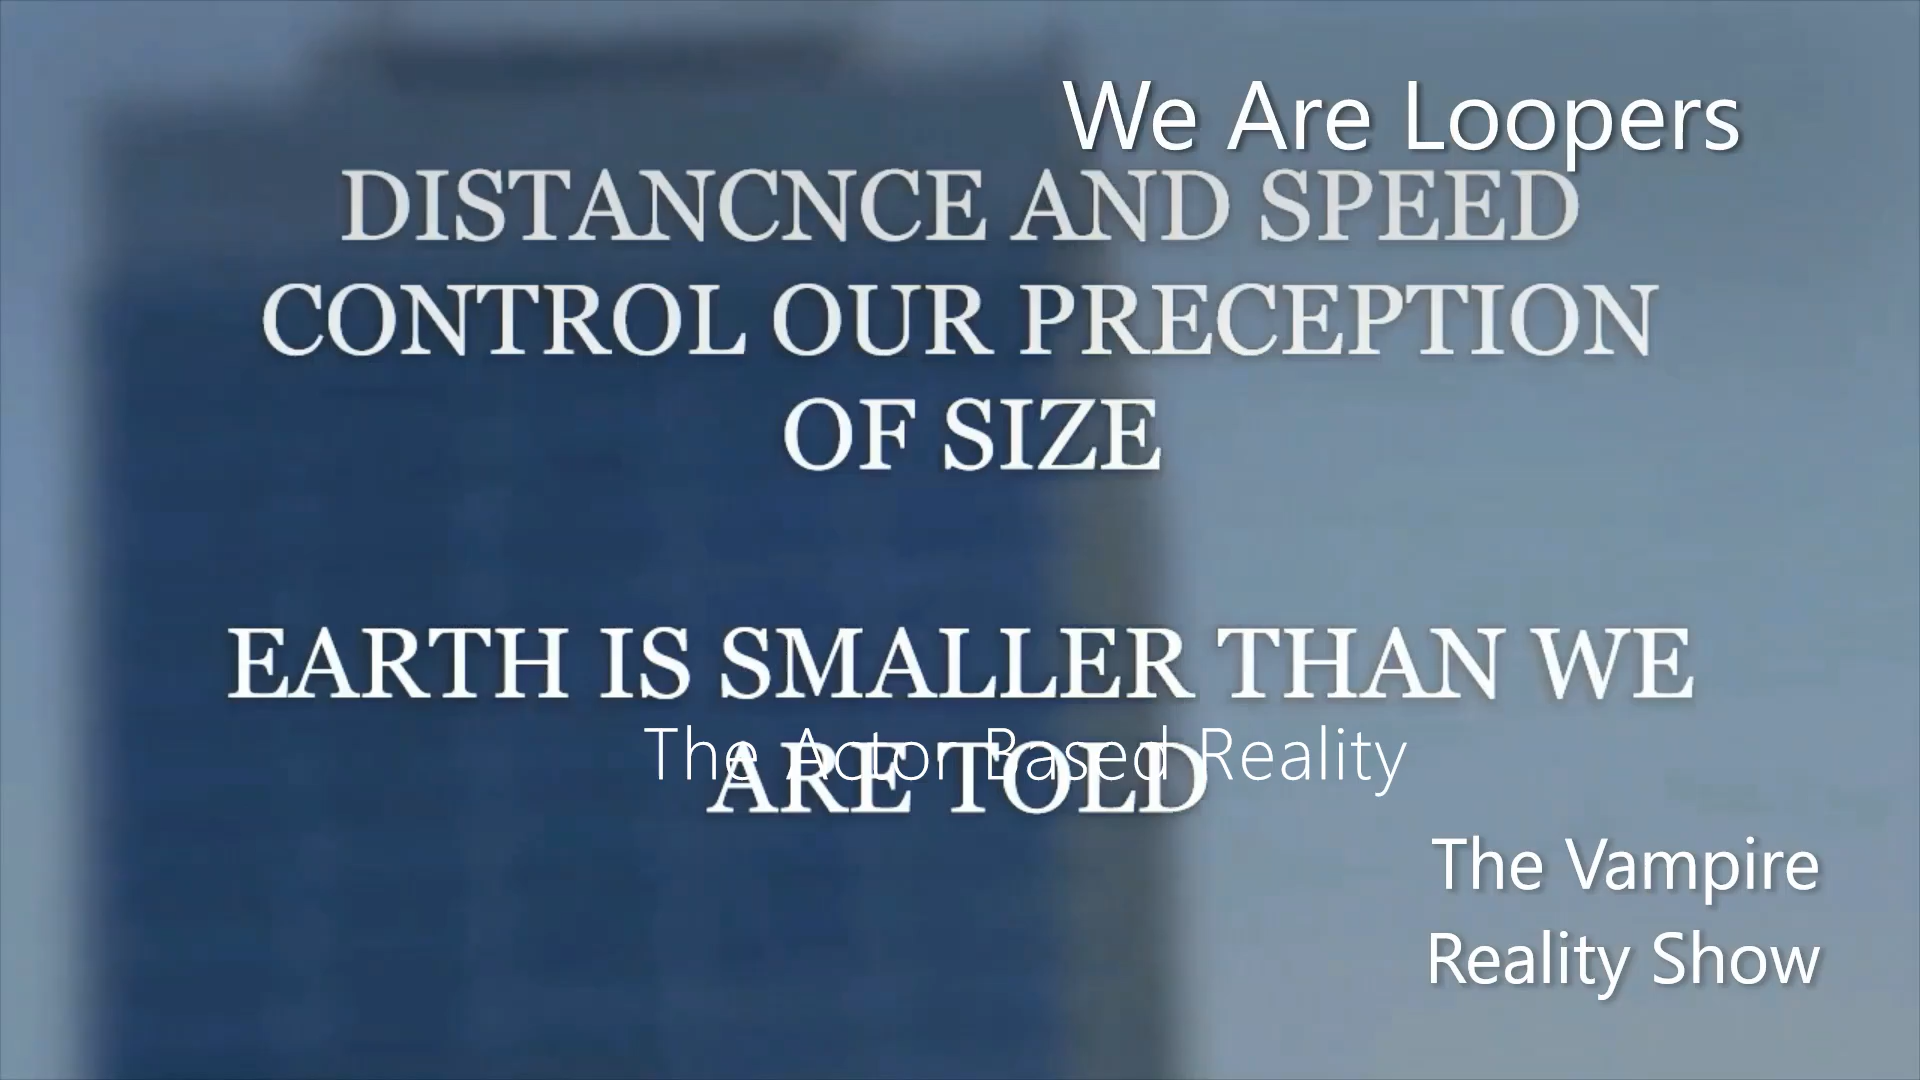 We Are Loopers
DISTANCNCE AND SPEED
CONTROL OUR PRECEPTION
OF SIZE
EARTH IS SMALLER THAN WE
The Actor Based Reality
ARE TOLD
The Vampire
Reality Show